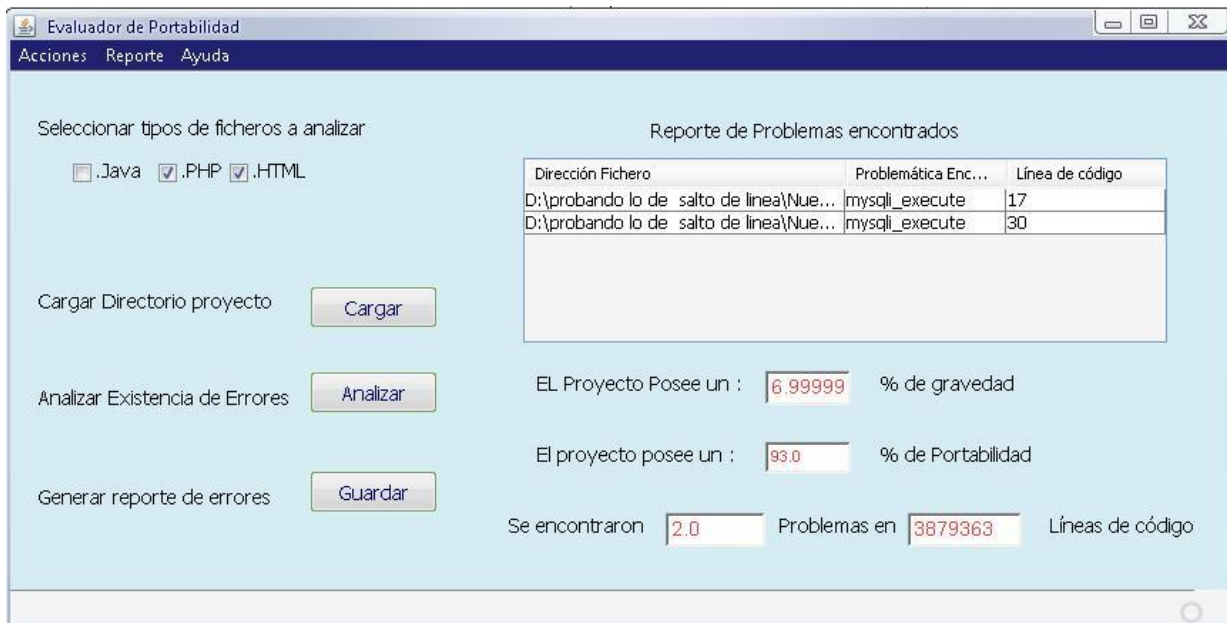 Evaluador de Portabilidad
Acciones Reporte Ayuda
Seleccionar tipos de ficheros a analizar
.Java .PHP .HTML
Cargar Directorio proyecto Cargar
Analizar Existencia de Errores Analizar
Generar reporte de errores Guardar
Reporte de Problemas encontrados
Dirección Fichero Problemática Enc... Línea de código
D:\probando lo de salto de linea\Nue... mysqli_execute 17
D:\probando lo de salto de linea\Nue... mysqli_execute 30
EL Proyecto Posee un : 6.99999 % de gravedad
El proyecto posee un : 93.0 % de Portabilidad
Se encontraron 2.0 Problemas en 3879363 Líneas de código